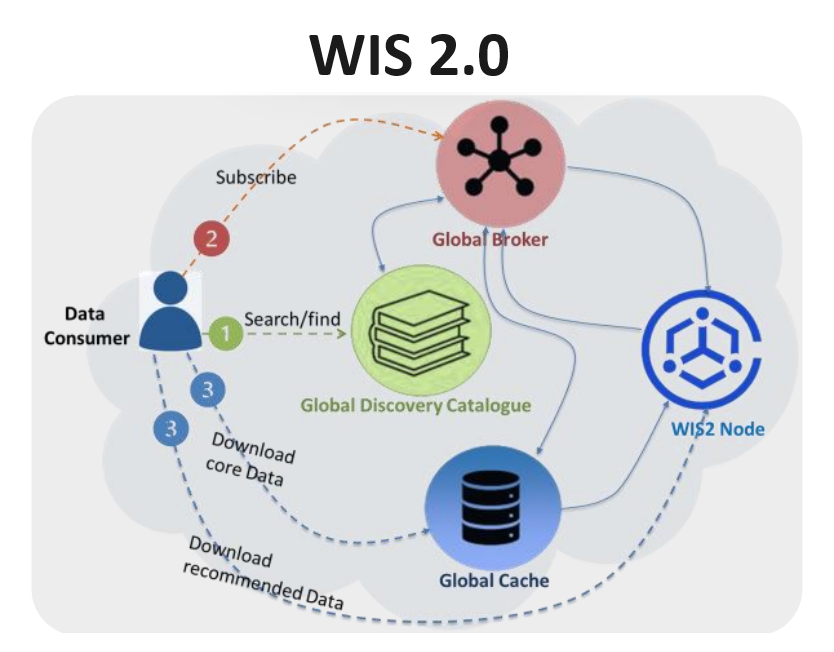 WIS 2.0
Subscribe
2
Global Broker
Data
Consumer
1
Search/find
Global Discovery Catalogue
3
3
Download
core Data
WIS2 Node
Download
recommended Data
Global Cache